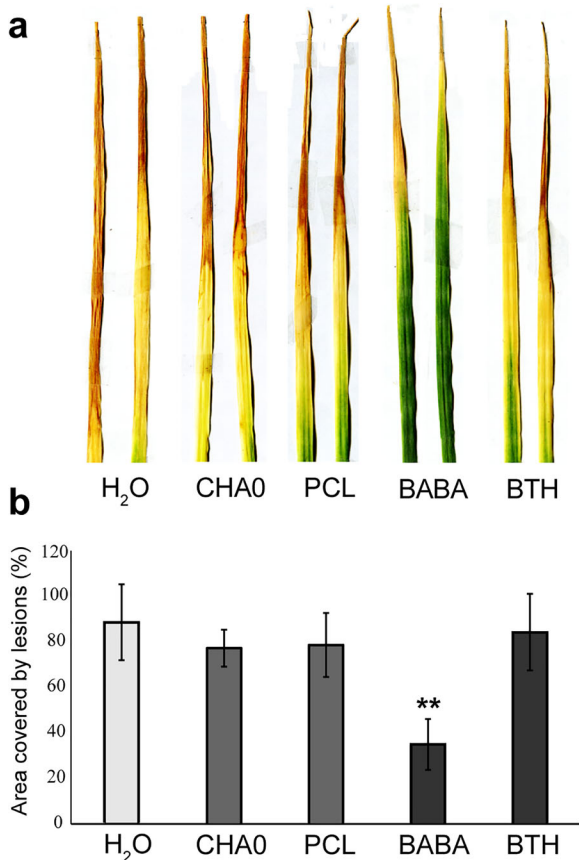 a
H₂O CHA0 PCL BABA BTH
b
Area covered by lesions (%)
120
100
80
60
40
20
0
**
H₂O CHA0 PCL BABA BTH